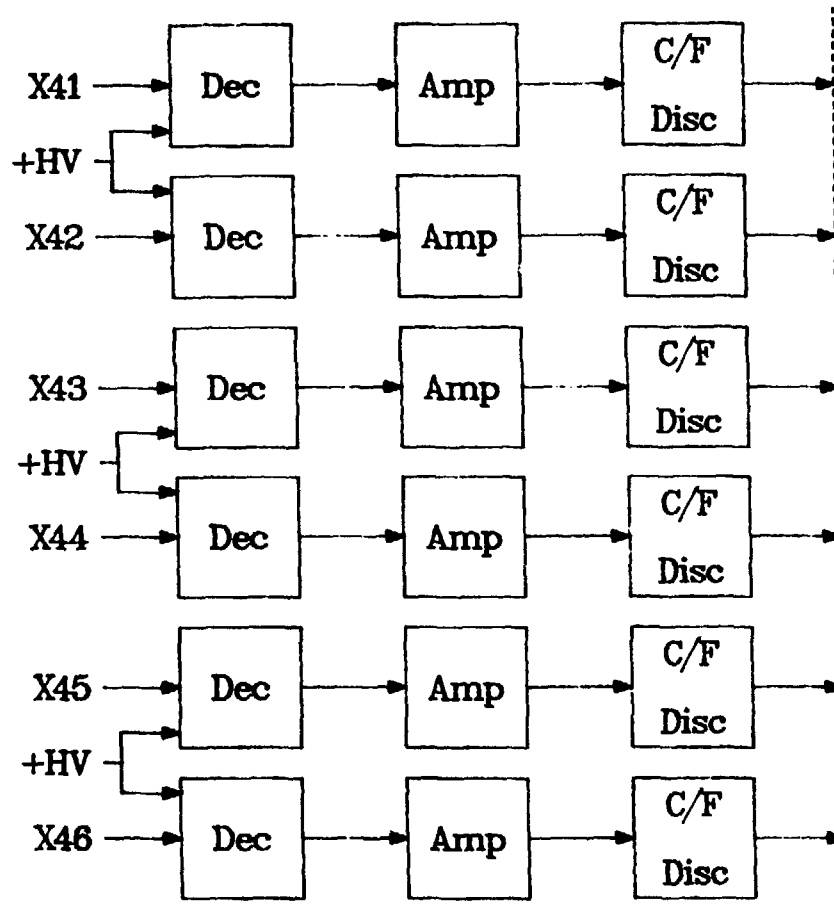 X41 Dec Amp C/F Disc
+HV
X42 Dec Amp C/F Disc
X43 Dec Amp C/F Disc
+HV
X44 Dec Amp C/F Disc
X45 Dec Amp C/F Disc
+HV
X46 Dec Amp C/F Disc